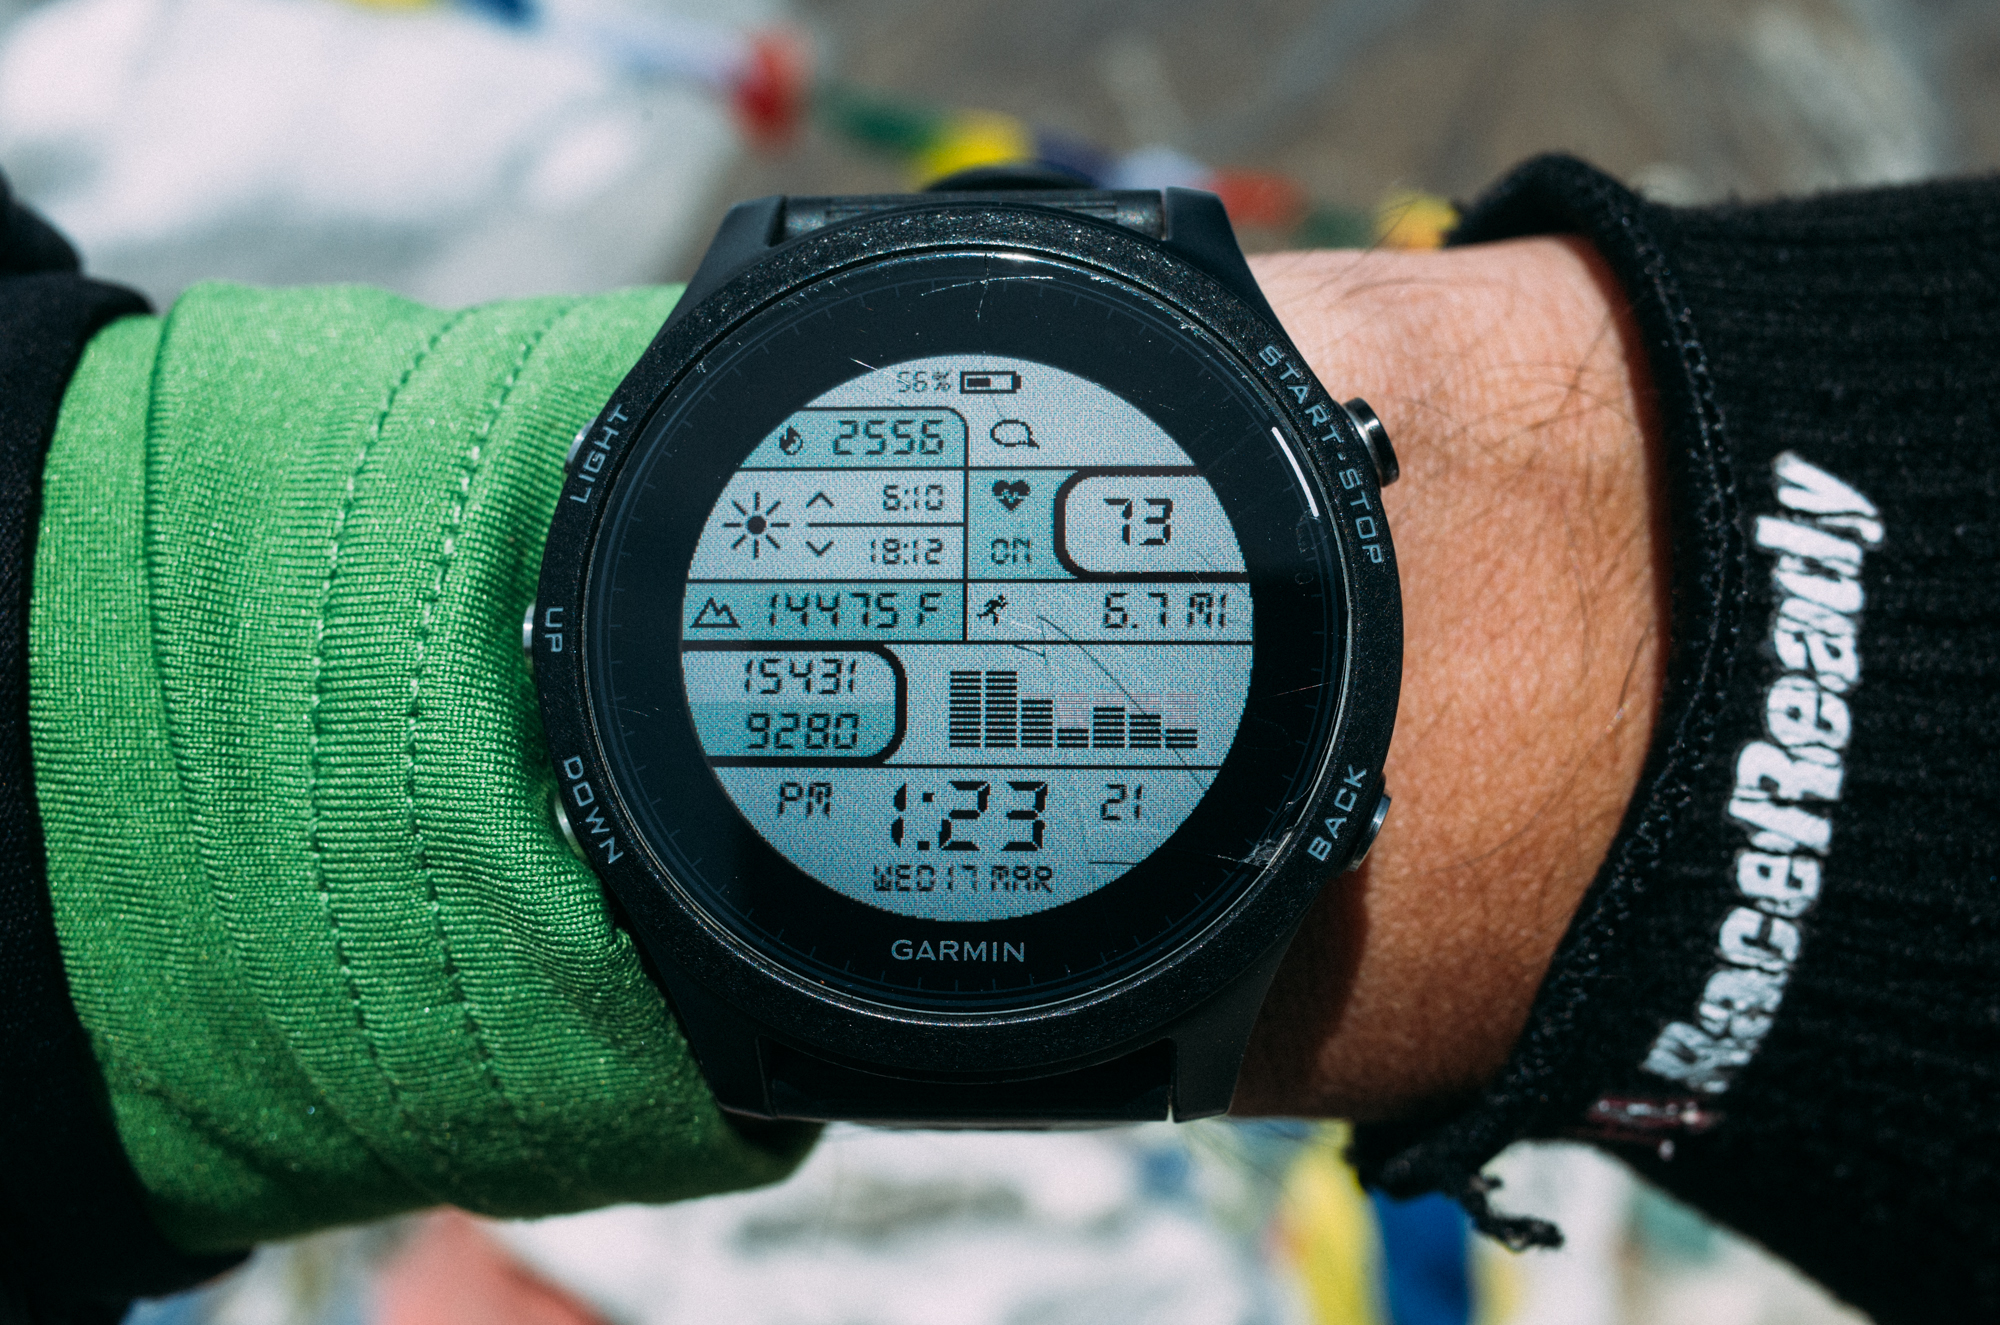 56%
2556
6:10
18:12
ON
73
14475 F
6.7 MI
15431
9280
PM 1:23 21
WED 17 MAR
GARMIN
LIGHT
UP
DOWN
START·STOP
BACK
RaceReady